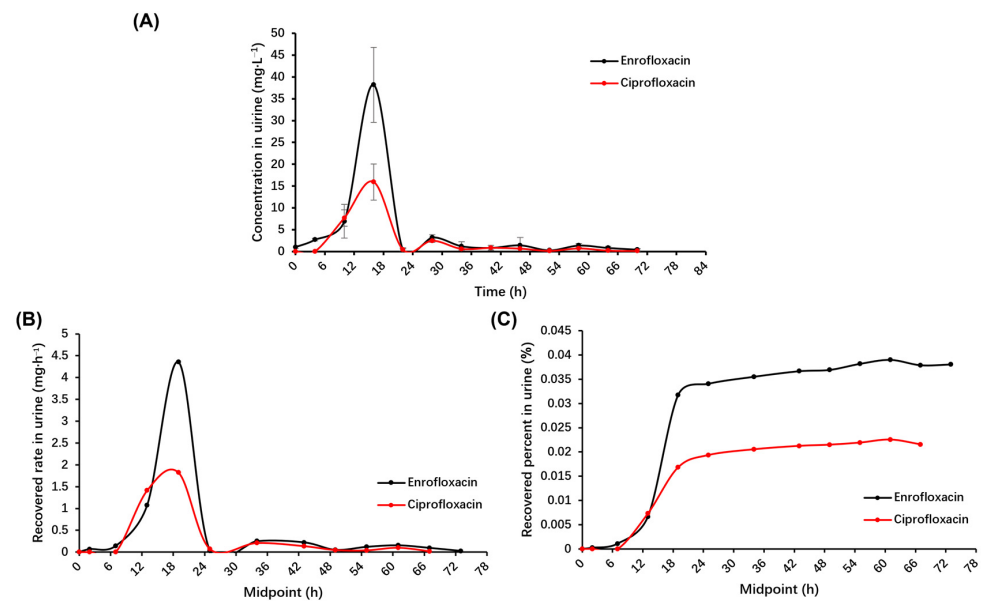 (A)
Concentration in uirine (mg·L⁻¹)
50
45
40
35
30
25
20
15
10
5
0
0 6 12 18 24 30 36 42 48 54 60 66 72 78 84
Time (h)
Enrofloxacin
Ciprofloxacin
(B)
Recovered rate in urine (mg·h⁻¹)
5
4.5
4
3.5
3
2.5
2
1.5
1
0.5
0
0 6 12 18 24 30 36 42 48 54 60 66 72 78
Midpoint (h)
Enrofloxacin
Ciprofloxacin
(C)
Recovered percent in urine (%)
0.045
0.04
0.035
0.03
0.025
0.02
0.015
0.01
0.005
0
0 6 12 18 24 30 36 42 48 54 60 66 72 78
Midpoint (h)
Enrofloxacin
Ciprofloxacin